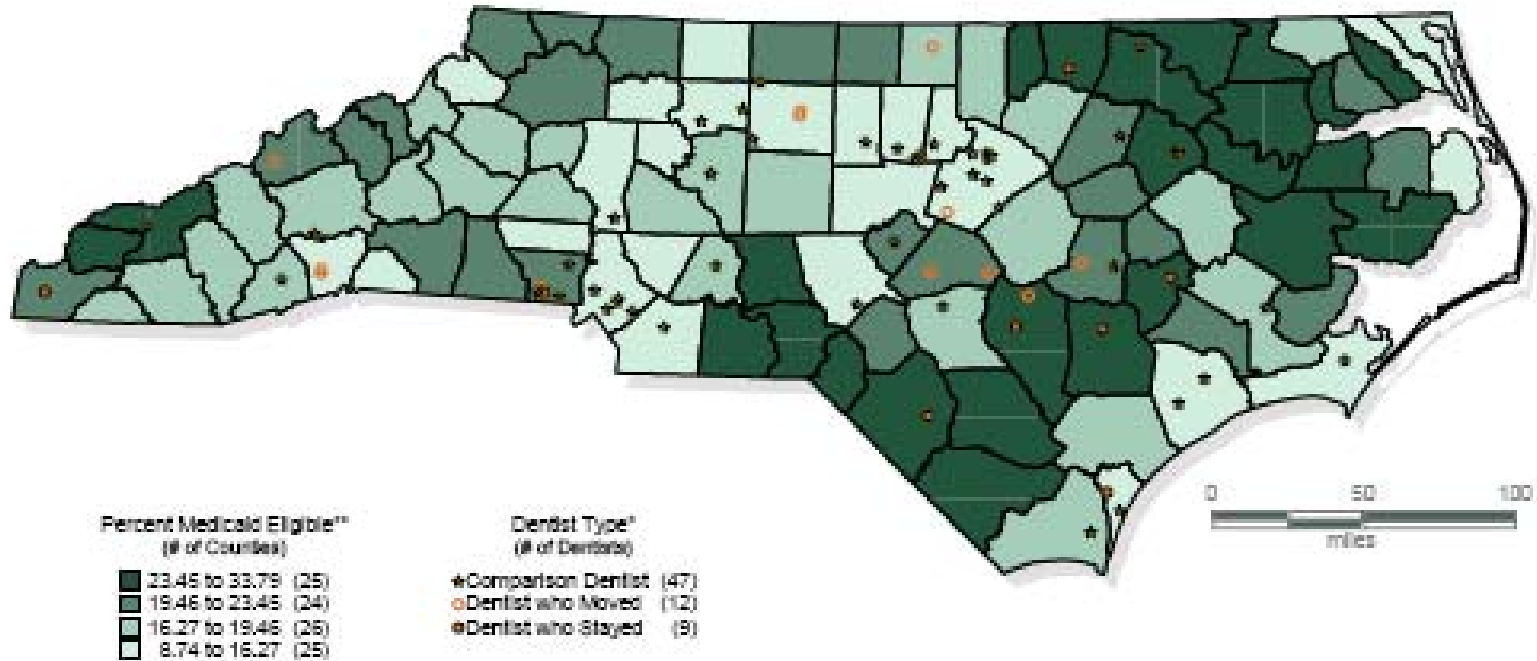 0 50 100
miles
Percent Medicaid Eligible**
(# of Counties)
23.45 to 33.79 (25)
19.46 to 23.45 (24)
16.27 to 19.46 (26)
8.74 to 16.27 (25)
Dentist Type*
(# of Dentists)
Comparison Dentist (47)
Dentist who Moved (12)
Dentist who Stayed (9)